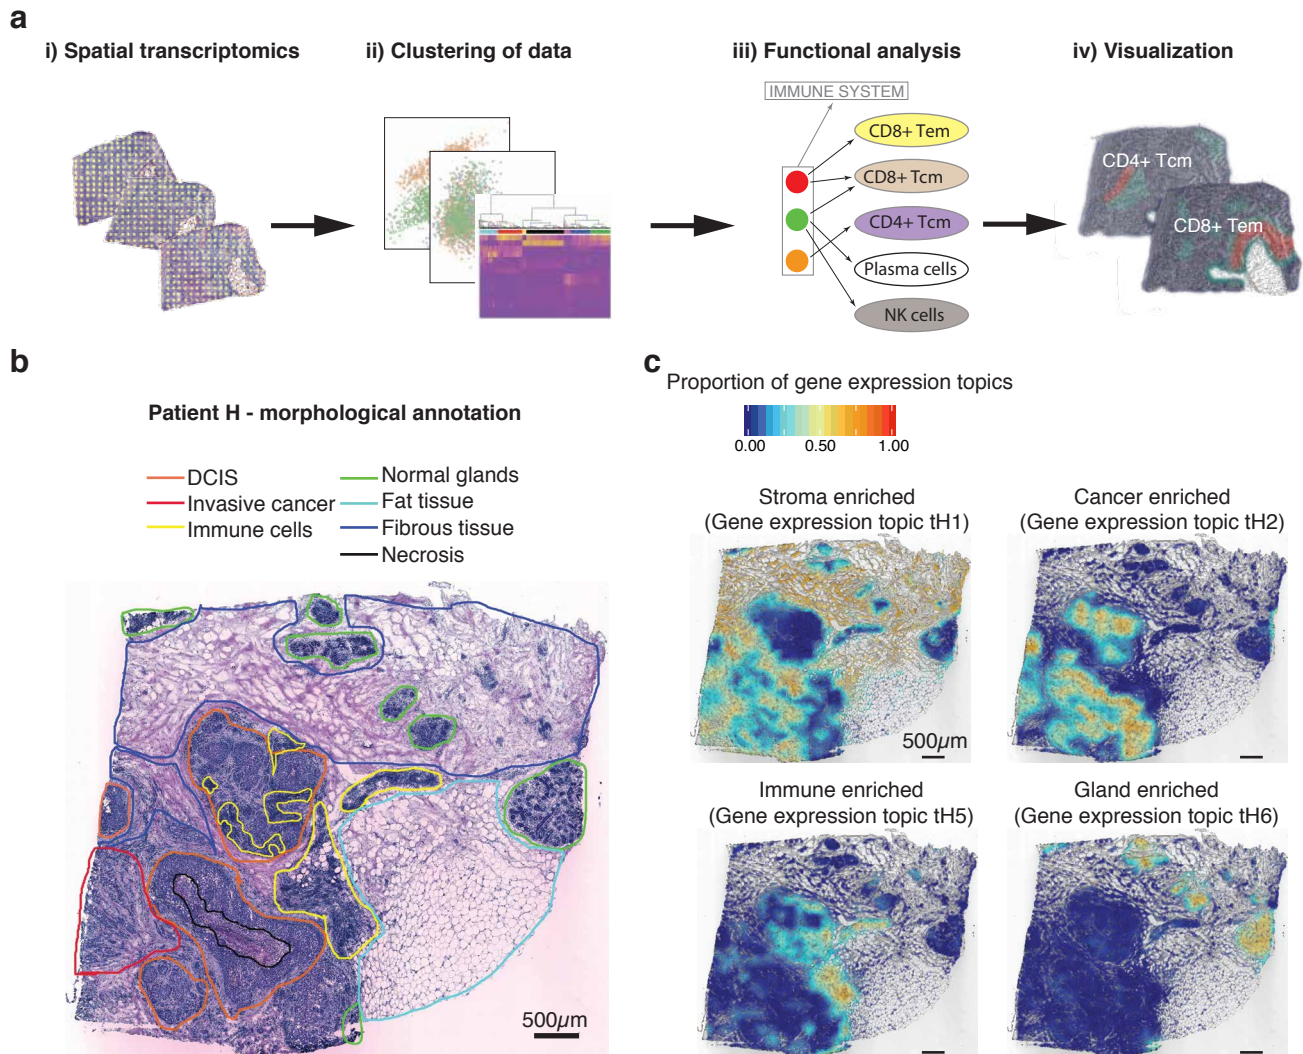 a
i) Spatial transcriptomics
ii) Clustering of data
iii) Functional analysis
iv) Visualization
IMMUNE SYSTEM
CD8+ Tem
CD8+ Tcm
CD4+ Tcm
Plasma cells
NK cells
CD4+ Tcm
CD8+ Tem
b
Patient H - morphological annotation
DCIS
Invasive cancer
Immune cells
Normal glands
Fat tissue
Fibrous tissue
Necrosis
500µm
c
Proportion of gene expression topics
0.00 0.50 1.00
Stroma enriched
(Gene expression topic tH1)
Cancer enriched
(Gene expression topic tH2)
500µm
Immune enriched
(Gene expression topic tH5)
Gland enriched
(Gene expression topic tH6)